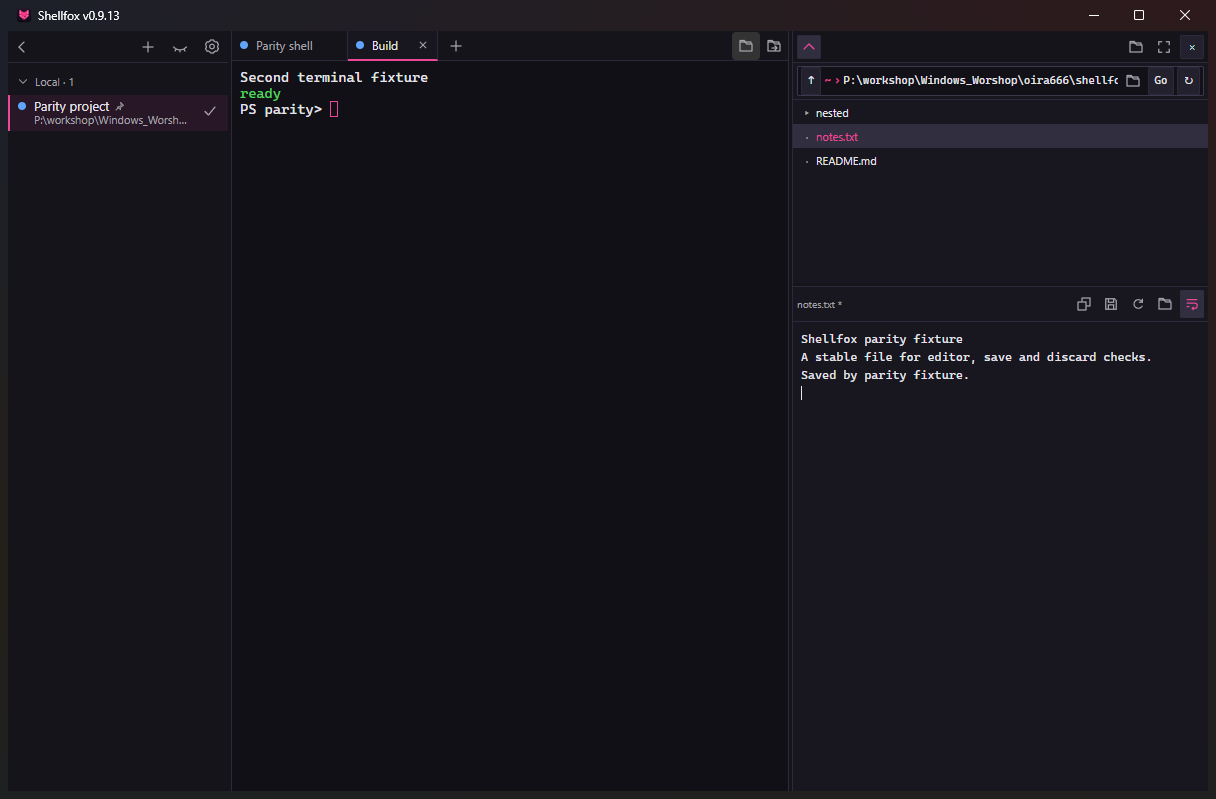 Shellfox v0.9.13
Parity shell
Build
Local · 1
Parity project
P:\workshop\Windows_Worsh...
Second terminal fixture
ready
PS parity>
~ › P:\workshop\Windows_Worshop\oira666\shellfo
Go
nested
notes.txt
README.md
notes.txt *
Shellfox parity fixture
A stable file for editor, save and discard checks.
Saved by parity fixture.